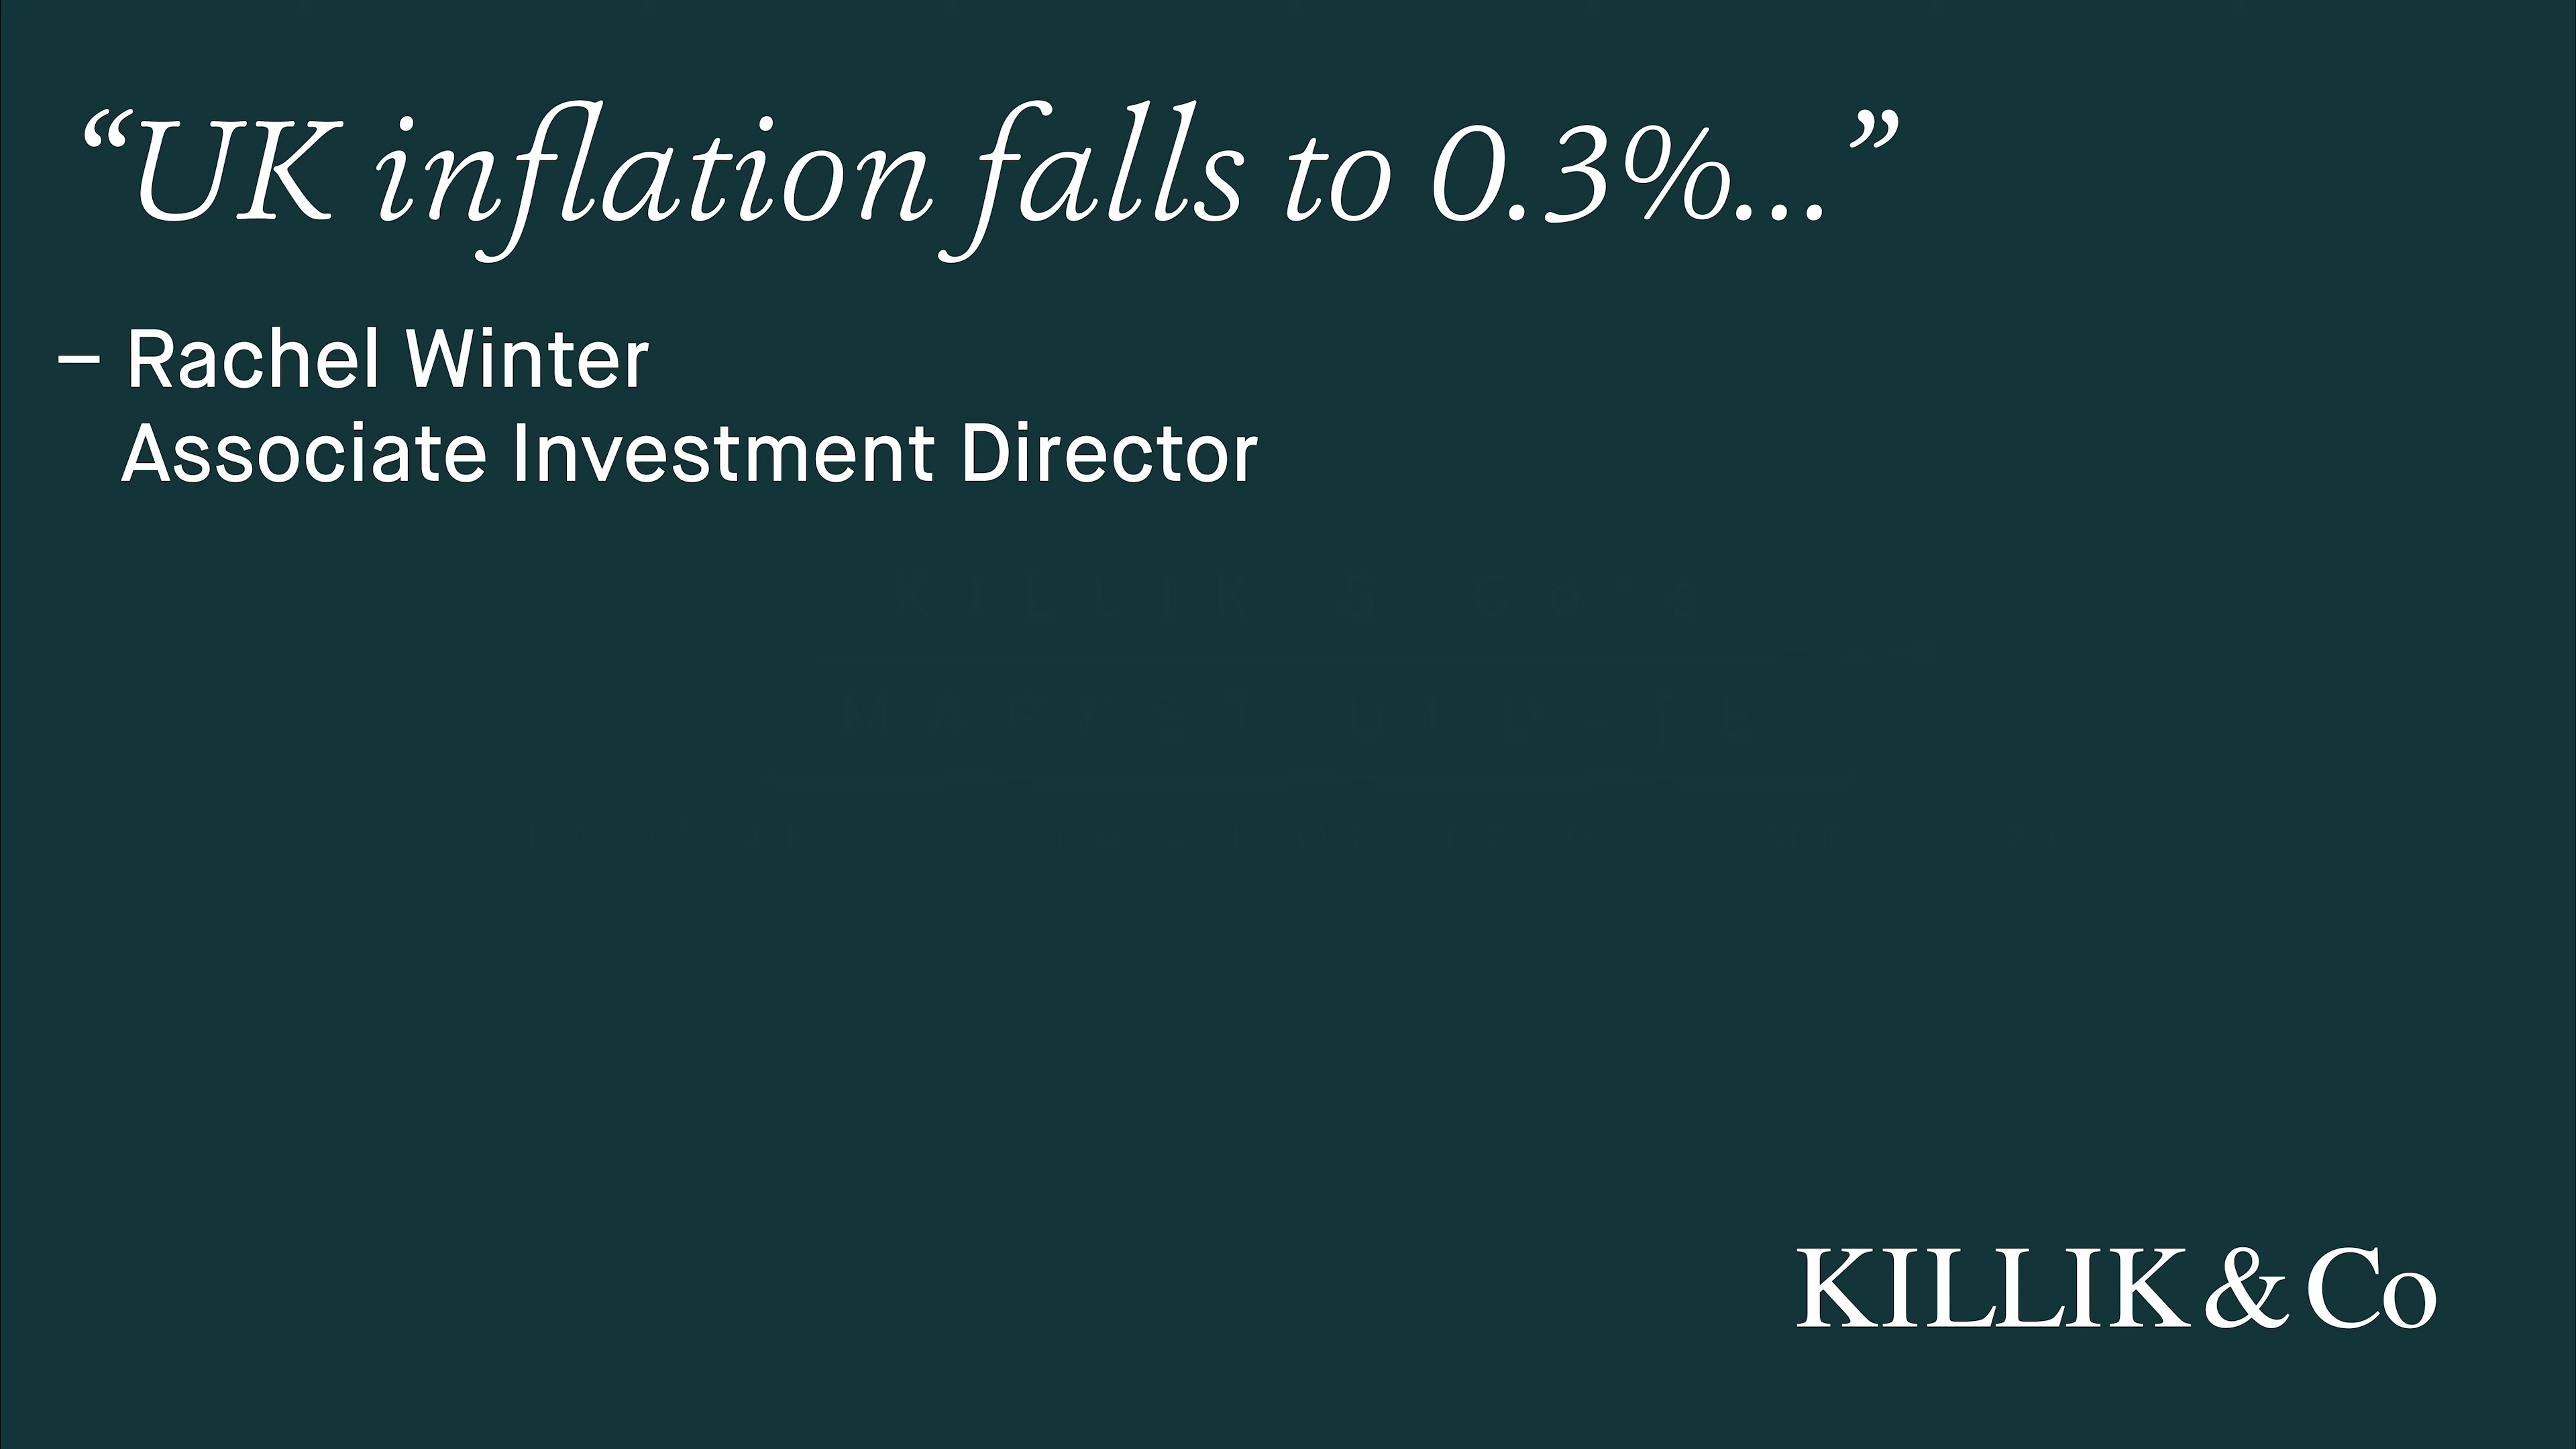 “UK inflation falls to 0.3%...”
– Rachel Winter
Associate Investment Director
KILLIK & Co